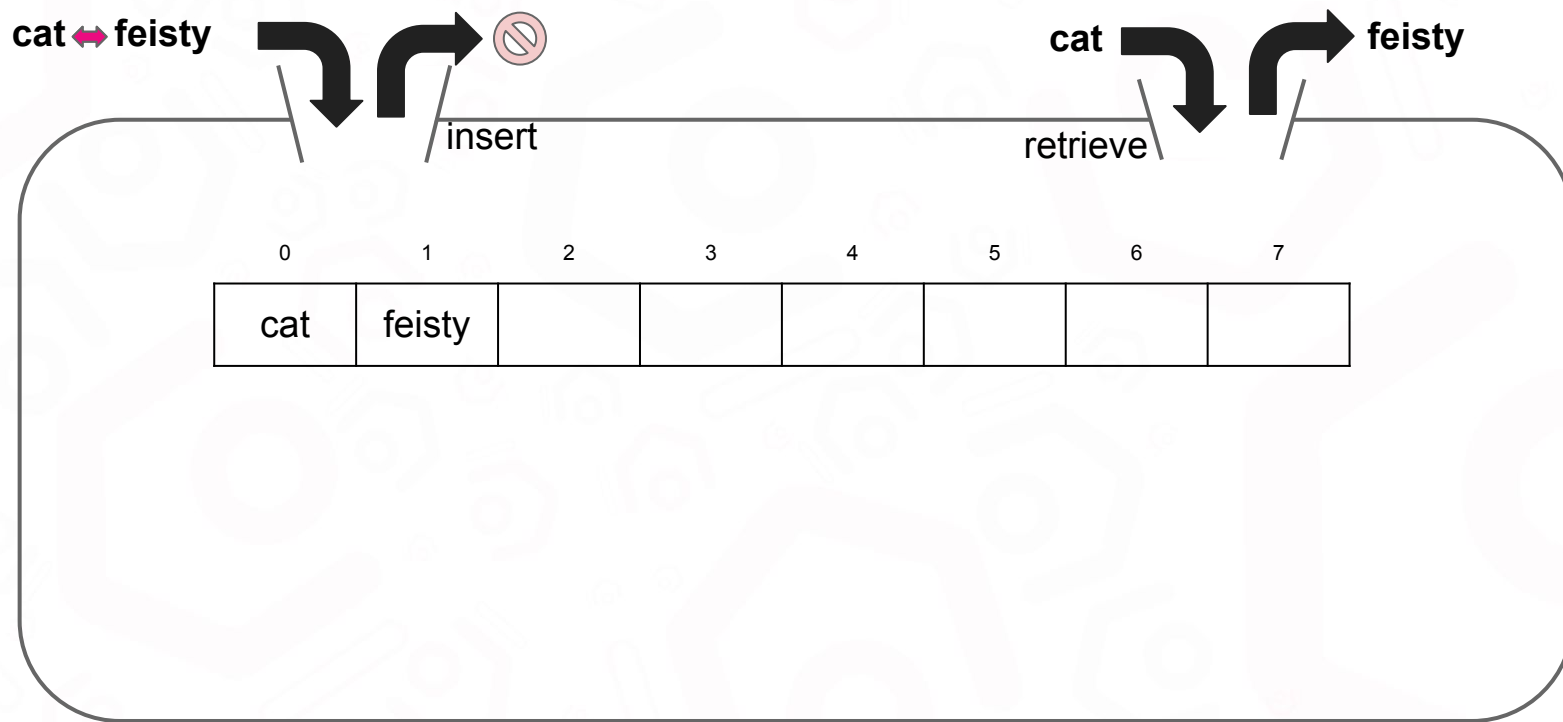 cat feisty
cat feisty
insert
retrieve
0 1 2 3 4 5 6 7
cat feisty